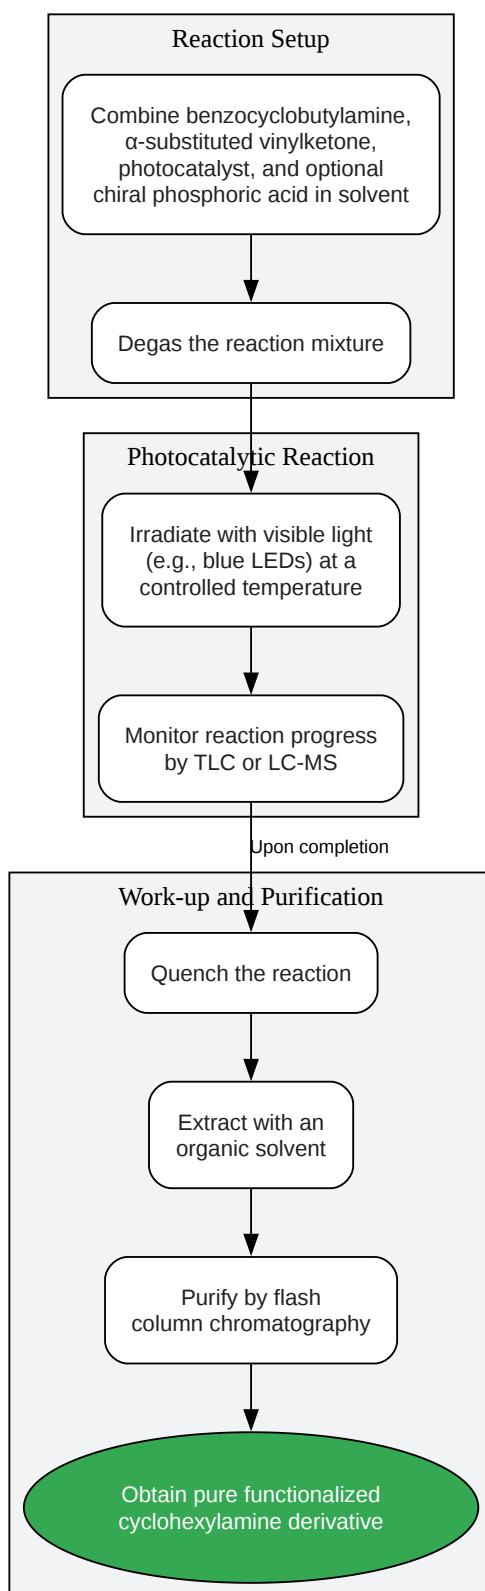 Reaction Setup
Combine benzocyclobutylamine,
α-substituted vinylketone,
photocatalyst, and optional
chiral phosphoric acid in solvent
Degas the reaction mixture
Photocatalytic Reaction
Irradiate with visible light
(e.g., blue LEDs) at a
controlled temperature
Monitor reaction progress
by TLC or LC-MS
Upon completion
Work-up and Purification
Quench the reaction
Extract with an
organic solvent
Purify by flash
column chromatography
Obtain pure functionalized
cyclohexylamine derivative